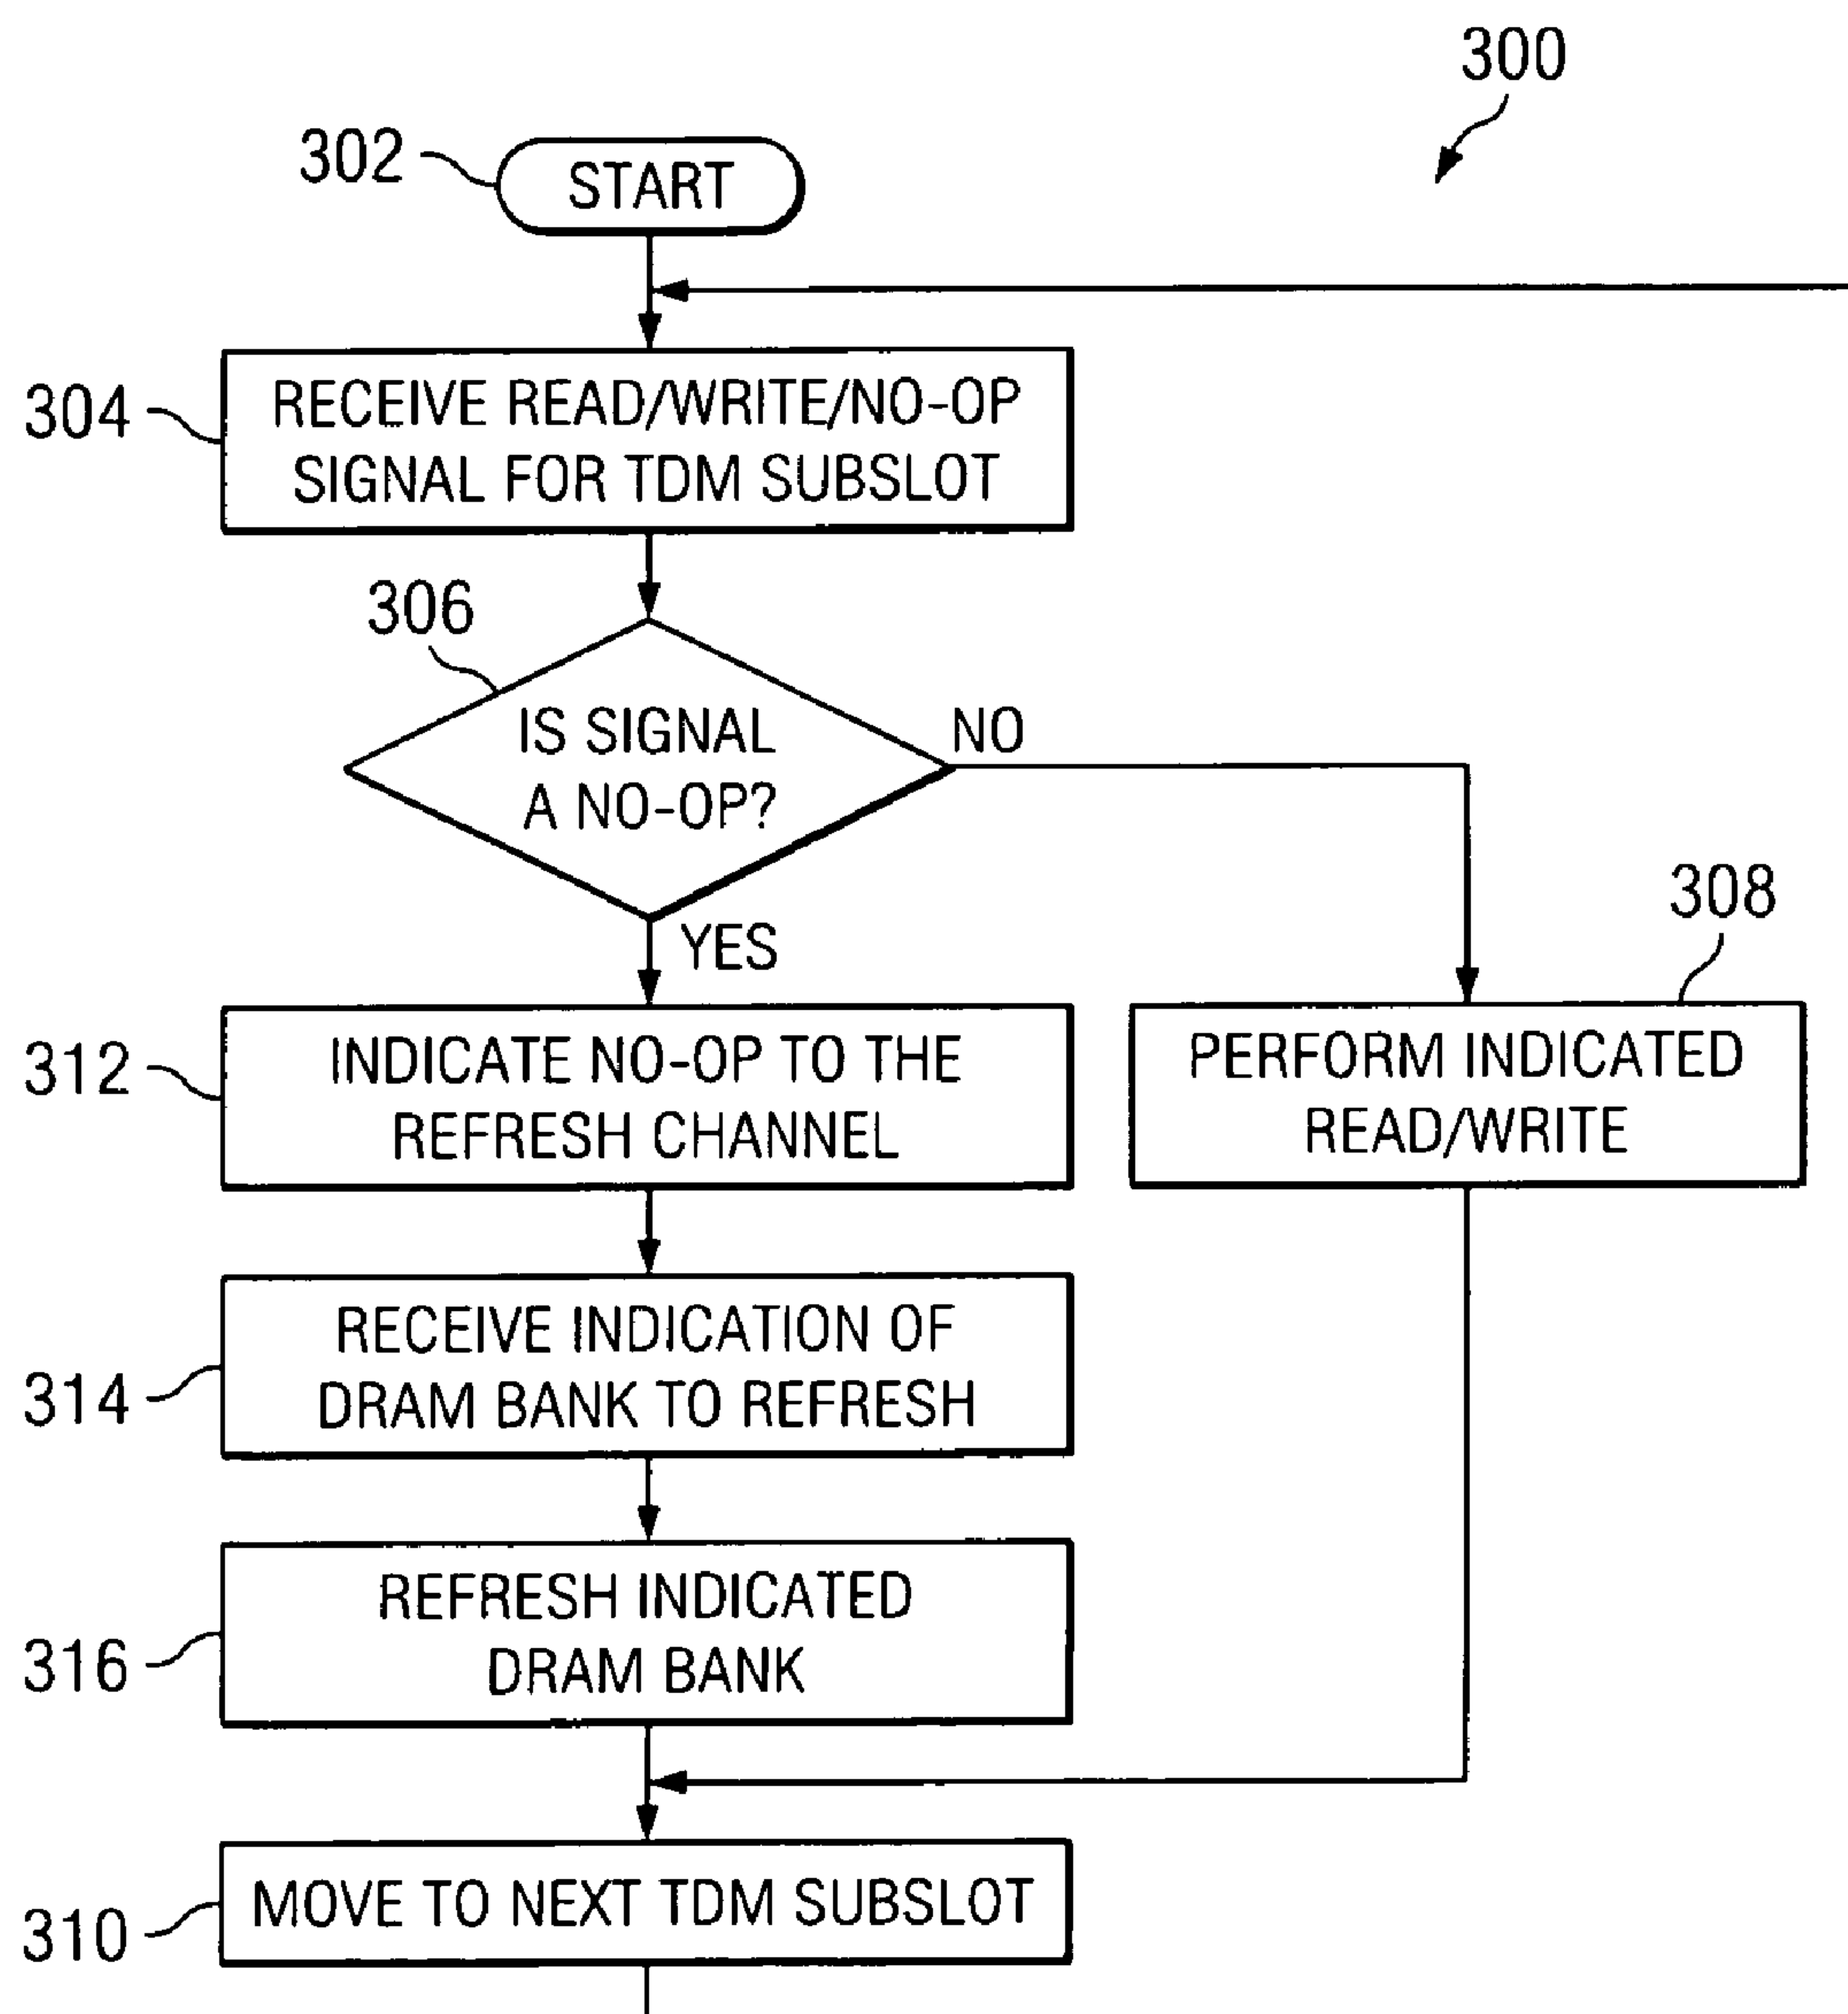 300
302
START
304
RECEIVE READ/WRITE/NO-OP
SIGNAL FOR TDM SUBSLOT
306
IS SIGNAL
A NO-OP?
NO
YES
308
312
INDICATE NO-OP TO THE
REFRESH CHANNEL
PERFORM INDICATED
READ/WRITE
314
RECEIVE INDICATION OF
DRAM BANK TO REFRESH
316
REFRESH INDICATED
DRAM BANK
310
MOVE TO NEXT TDM SUBSLOT